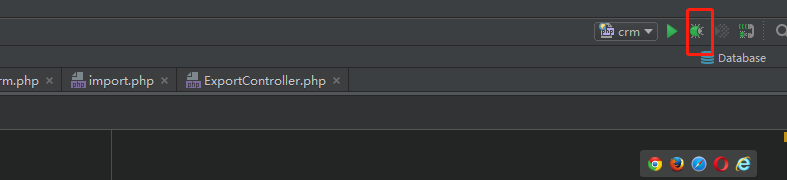 crm
Database
rm.php
import.php
ExportController.php